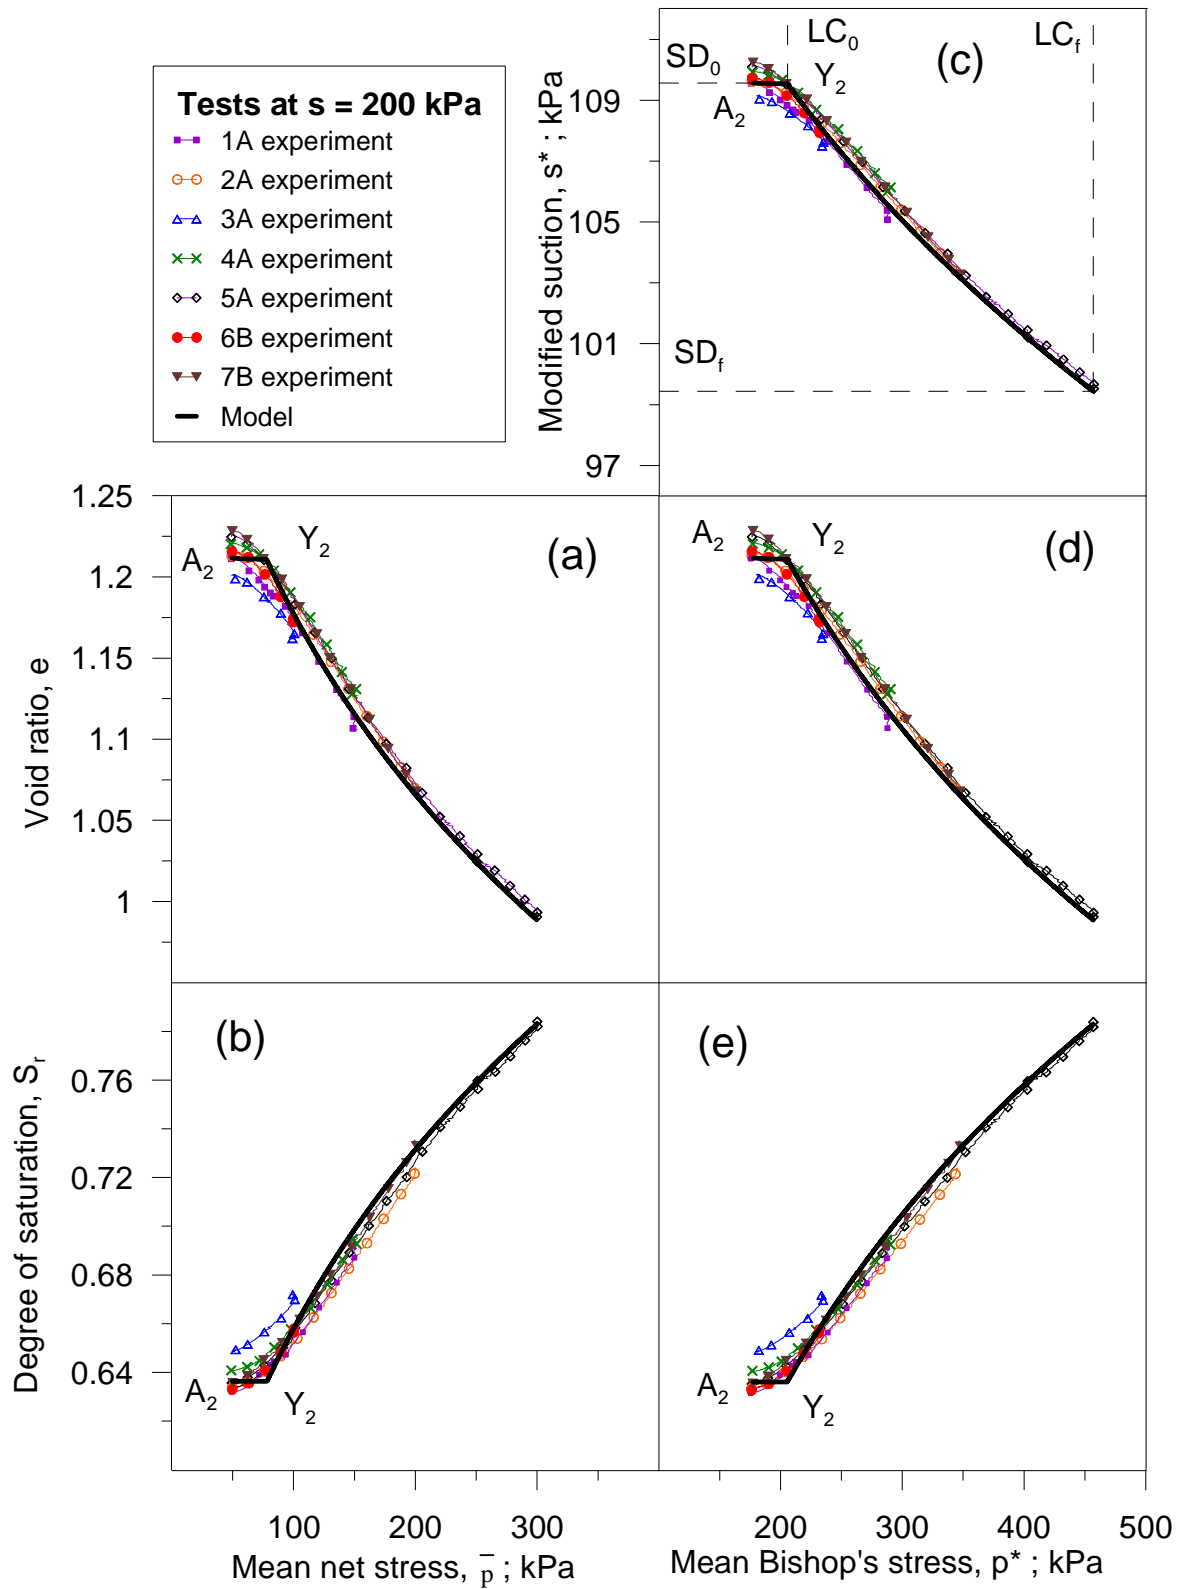 Tests at s = 200 kPa
1A experiment
2A experiment
3A experiment
4A experiment
5A experiment
6B experiment
7B experiment
Model
LC0
LCf
(c)
SD0
Y2
A2
SDf
109
105
101
97
Modified suction, s* ; kPa
1.25
1.2
1.15
1.1
1.05
1
Void ratio, e
A2
Y2
(a)
A2
Y2
(d)
(b)
0.76
0.72
0.68
0.64
Degree of saturation, Sr
A2
Y2
(e)
A2
Y2
100 200 300
Mean net stress, p̅ ; kPa
200 300 400 500
Mean Bishop's stress, p* ; kPa